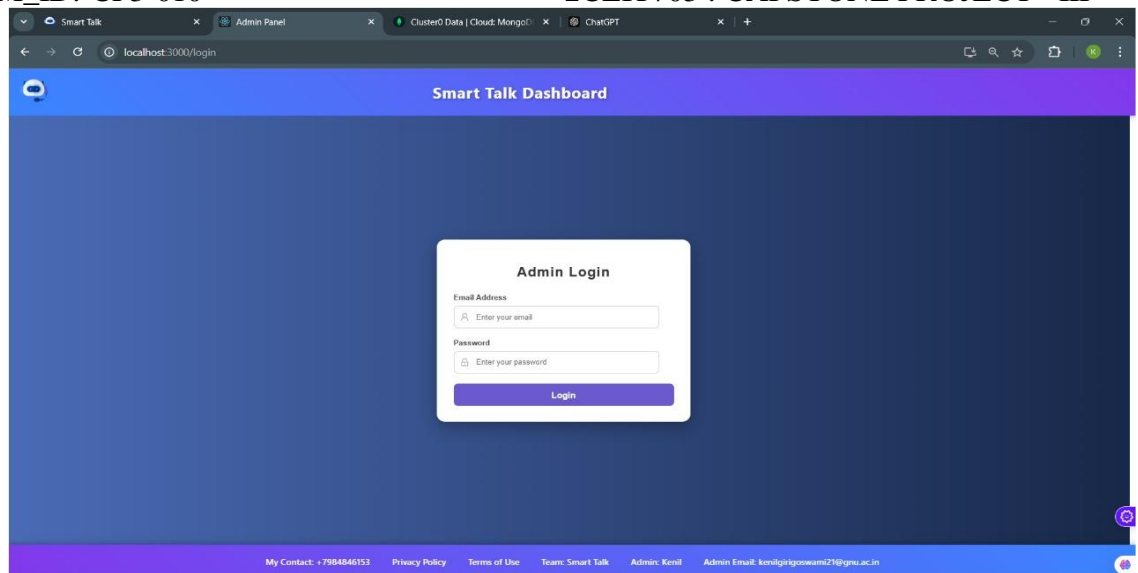 Smart Talk Admin Panel Cluster0 Data | Cloud: MongoD ChatGPT
localhost:3000/login K
Smart Talk Dashboard
Admin Login
Email Address
Enter your email
Password
Enter your password
Login
My Contact: +7984846153 Privacy Policy Terms of Use Team: Smart Talk Admin: Kenil Admin Email: kenilgirigoswami21@gnu.ac.in